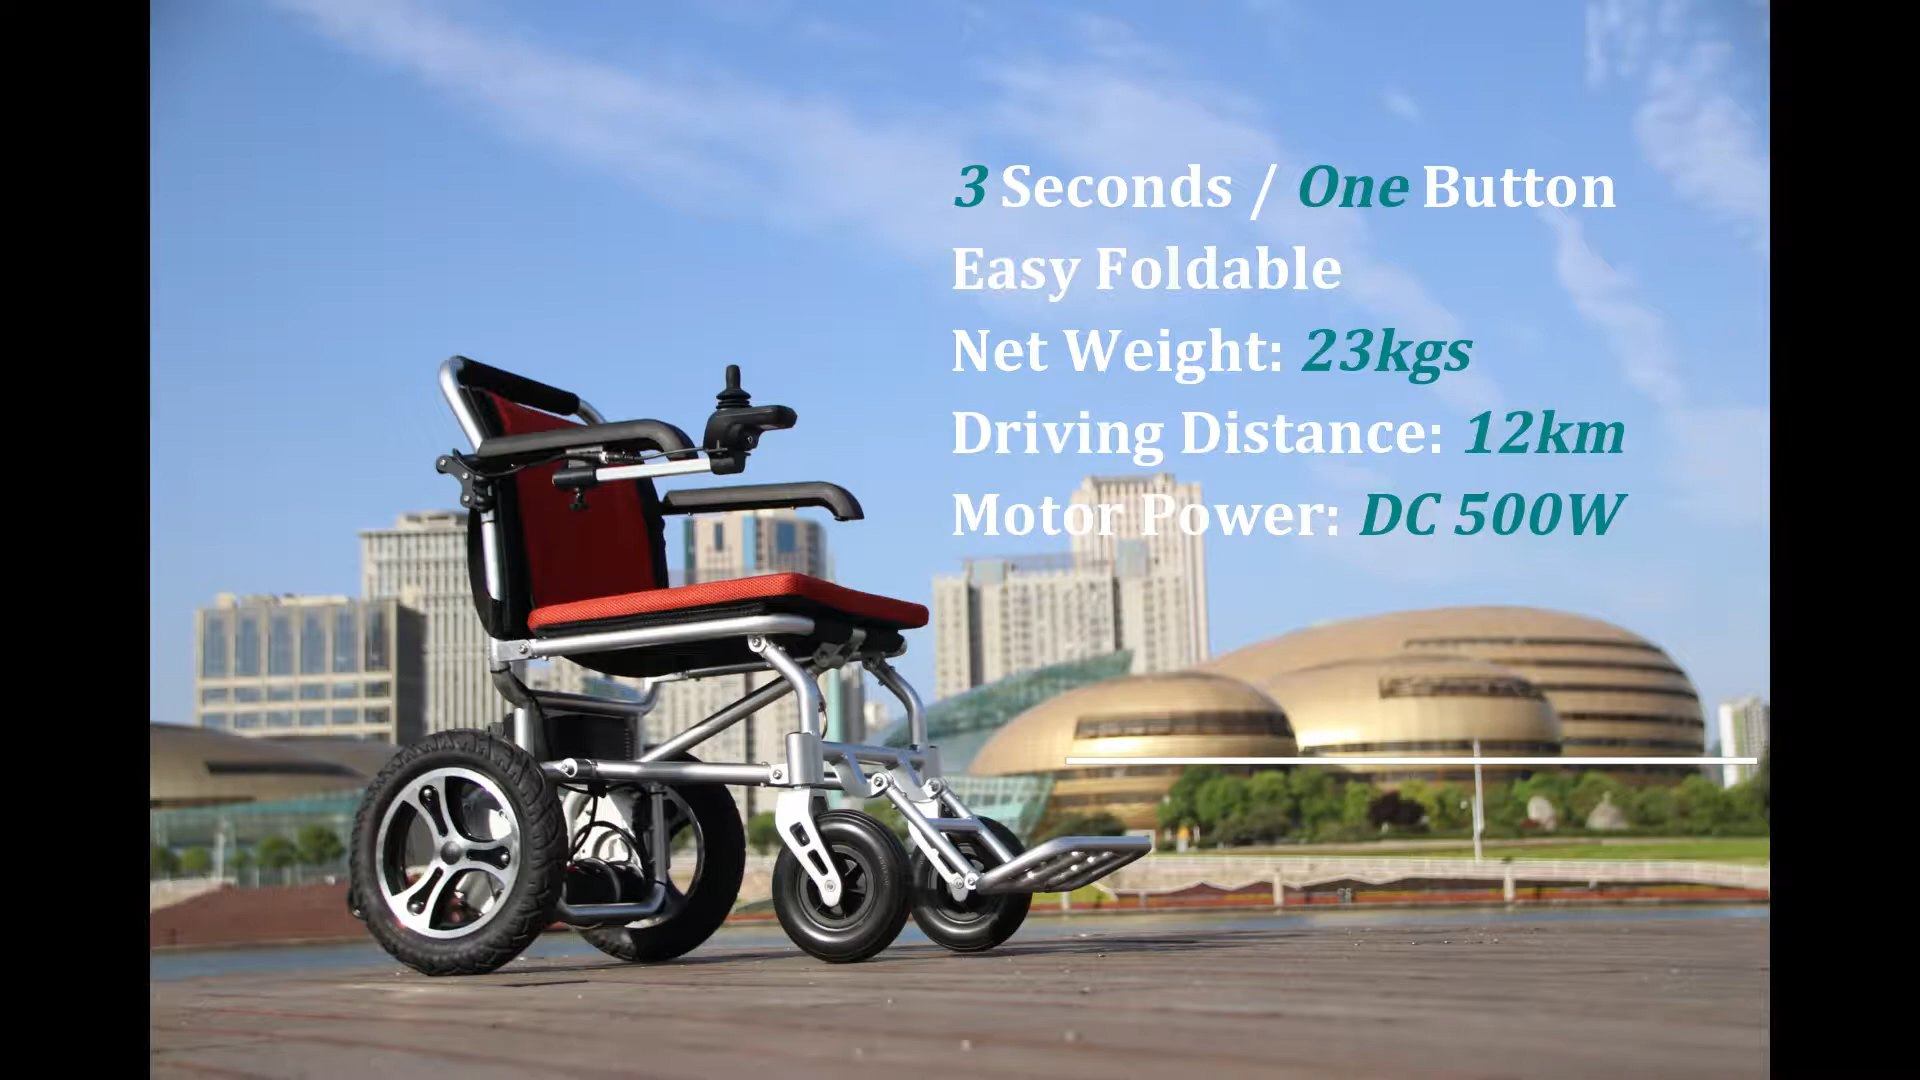 3 Seconds / One Button
Easy Foldable
Net Weight: 23kgs
Driving Distance: 12km
Motor Power: DC 500W